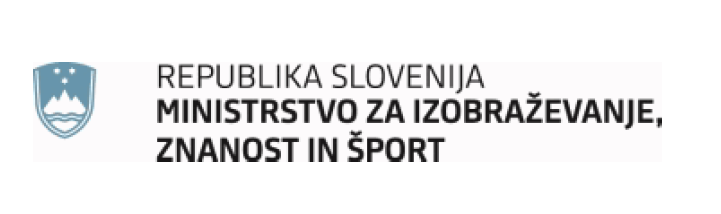 REPUBLIKA SLOVENIJA
MINISTRSTVO ZA IZOBRAŽEVANJE,
ZNANOST IN ŠPORT